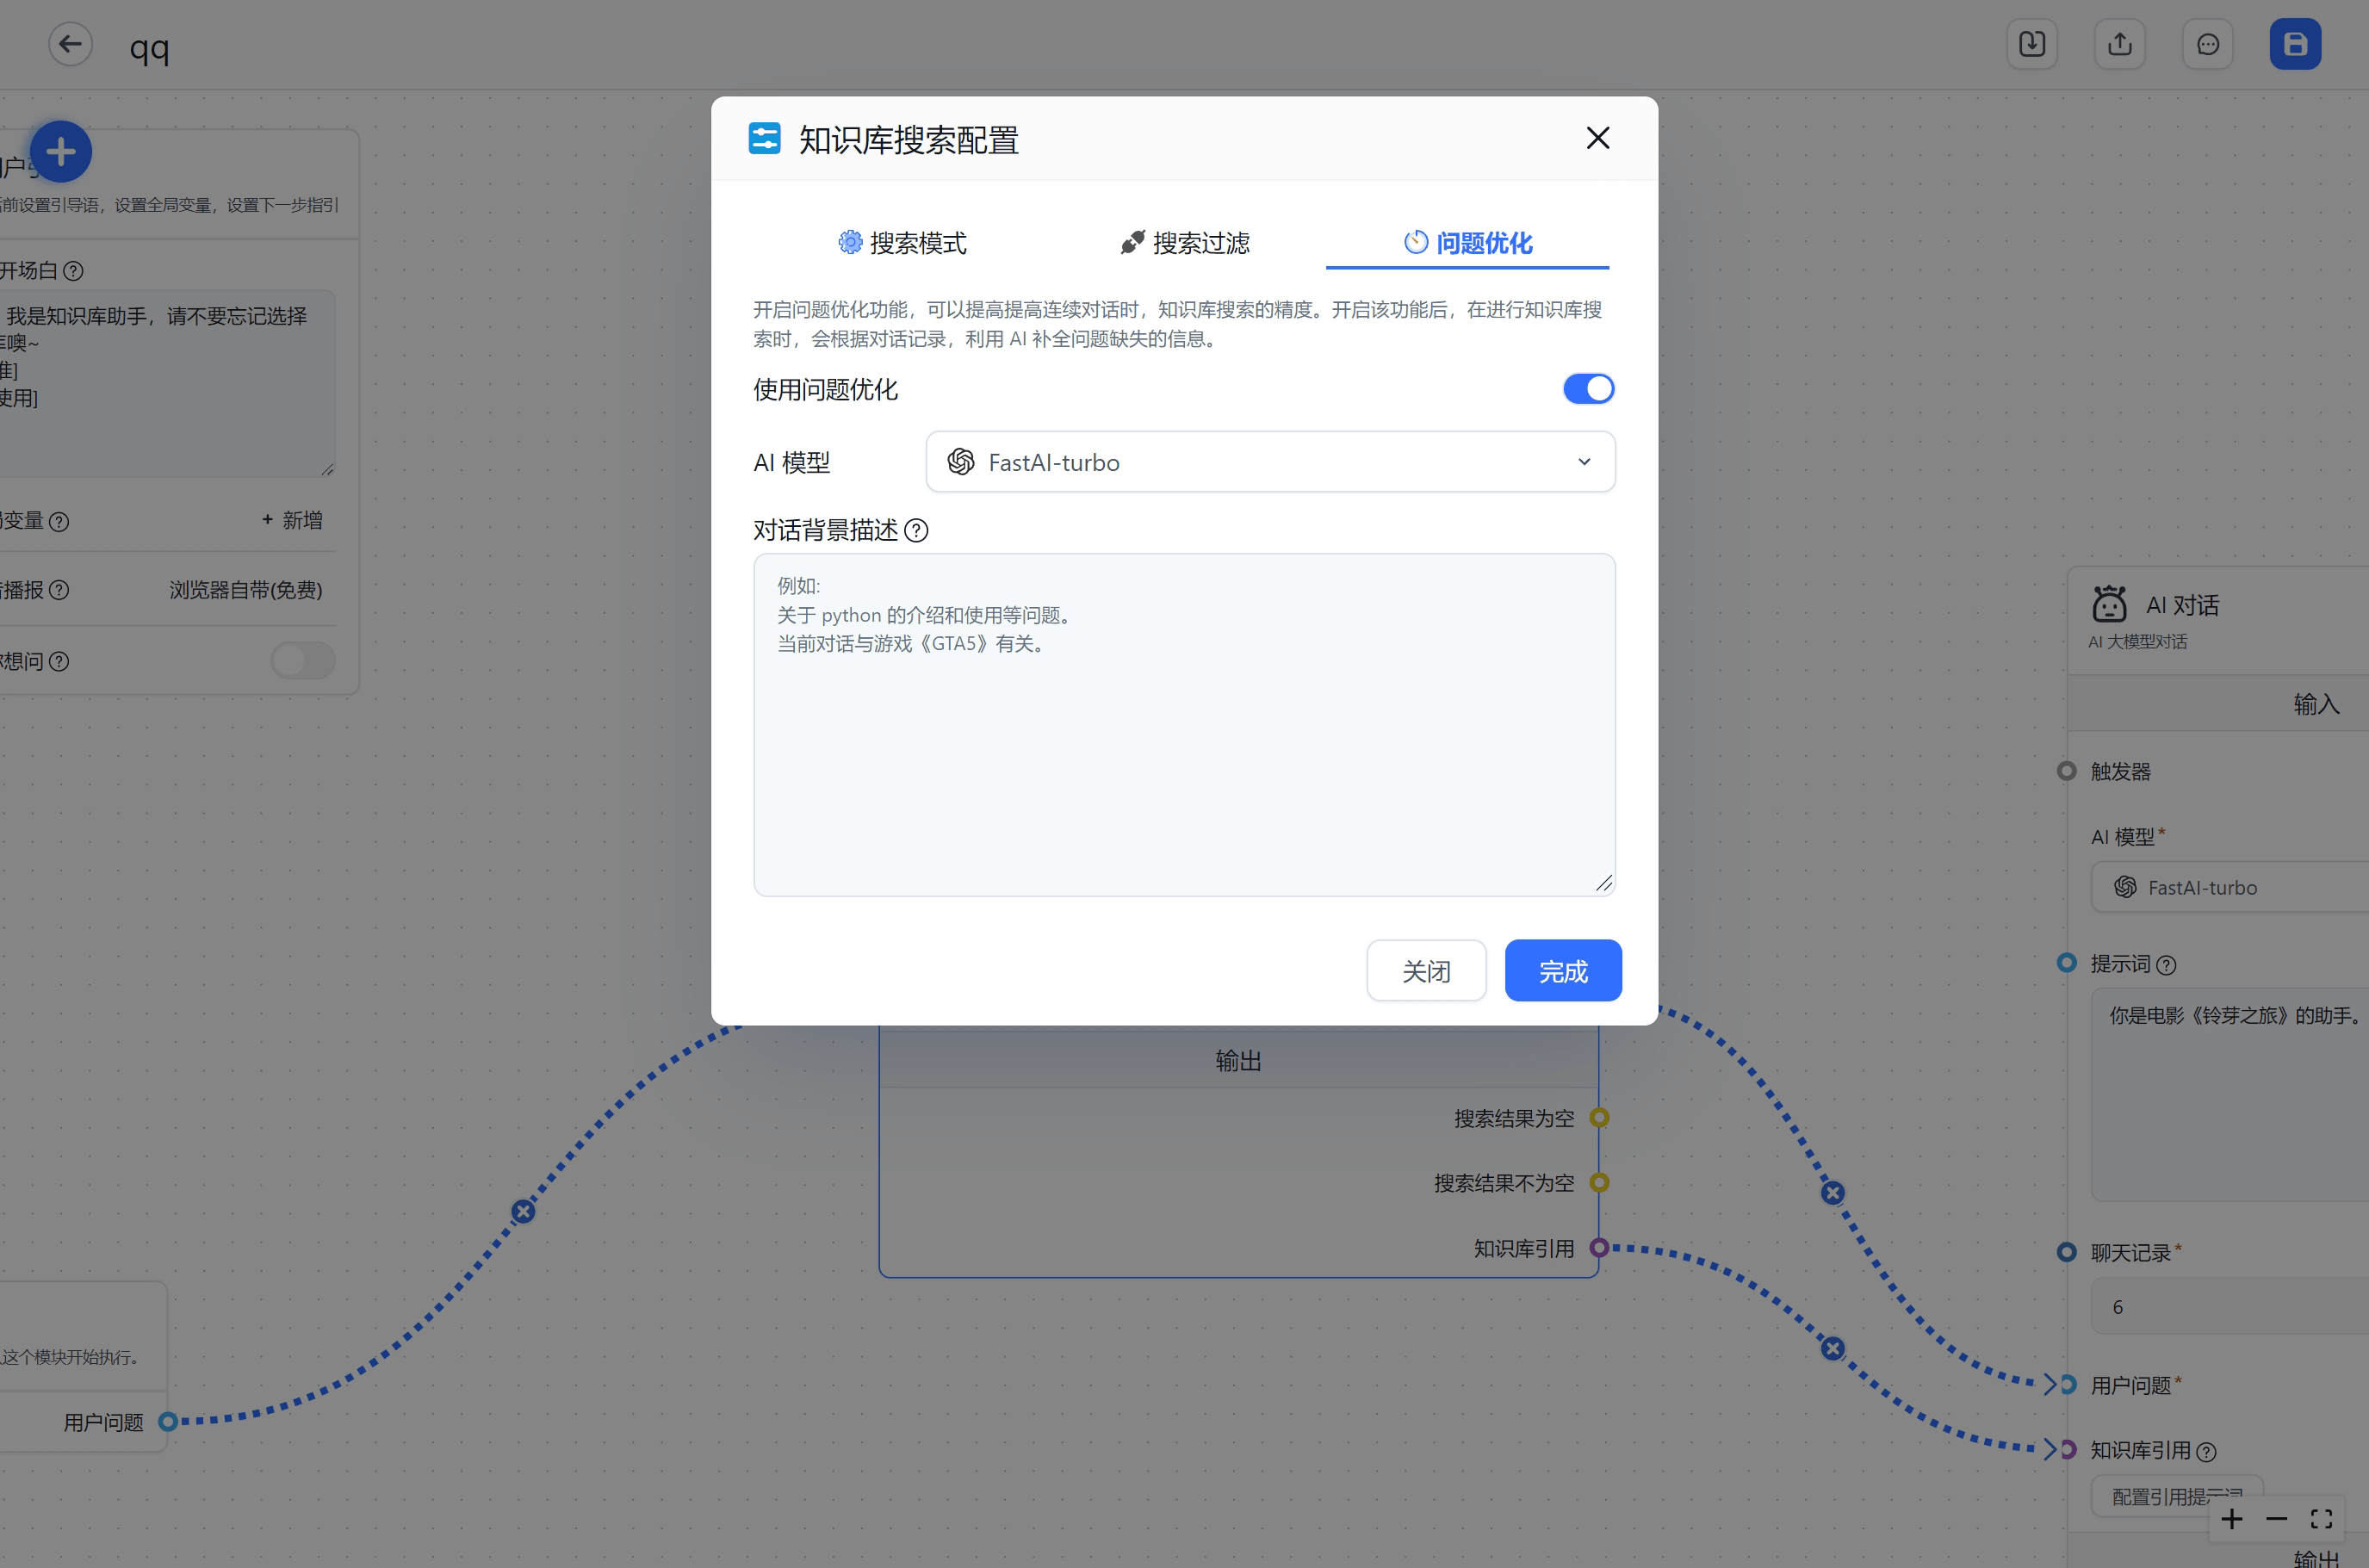 qq
前设置引导语，设置全局变量，设置下一步指引
开场白
我是知识库助手，请不要忘记选择
噢~
使用]
变量
+ 新增
播报
浏览器自带(免费)
想问
这个模块开始执行。
用户问题
知识库搜索配置
搜索模式
搜索过滤
问题优化
开启问题优化功能，可以提高提高连续对话时，知识库搜索的精度。开启该功能后，在进行知识库搜
索时，会根据对话记录，利用 AI 补全问题缺失的信息。
使用问题优化
AI 模型
FastAI-turbo
对话背景描述
例如:
关于 python 的介绍和使用等问题。
当前对话与游戏《GTA5》有关。
关闭
完成
输出
搜索结果为空
搜索结果不为空
知识库引用
AI 对话
AI 大模型对话
输入
触发器
AI 模型*
FastAI-turbo
提示词
你是电影《铃芽之旅》的助手。
聊天记录*
6
用户问题*
知识库引用
配置引用提示词
输出